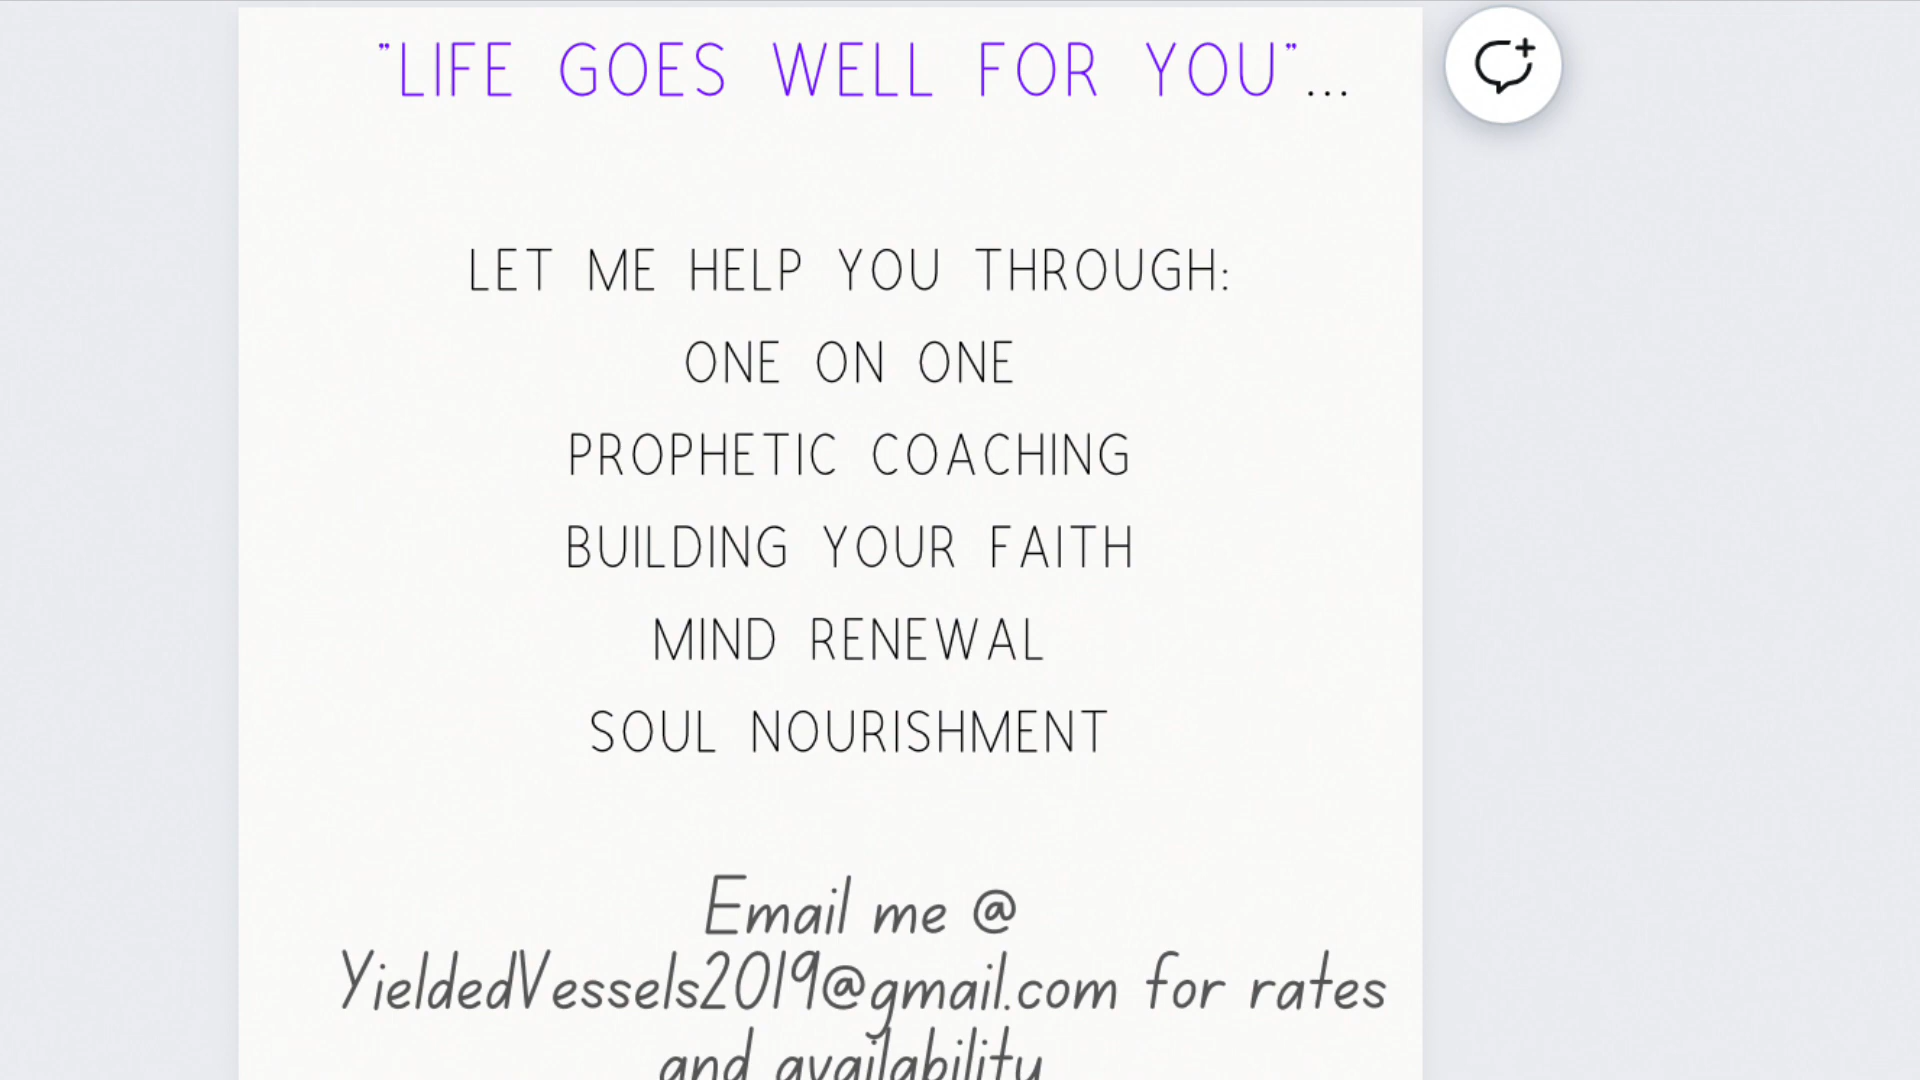 "LIFE GOES WELL FOR YOU"...
LET ME HELP YOU THROUGH:
ONE ON ONE
PROPHETIC COACHING
BUILDING YOUR FAITH
MIND RENEWAL
SOUL NOURISHMENT
Email me @
YieldedVessels2019@gmail.com for rates
and availability